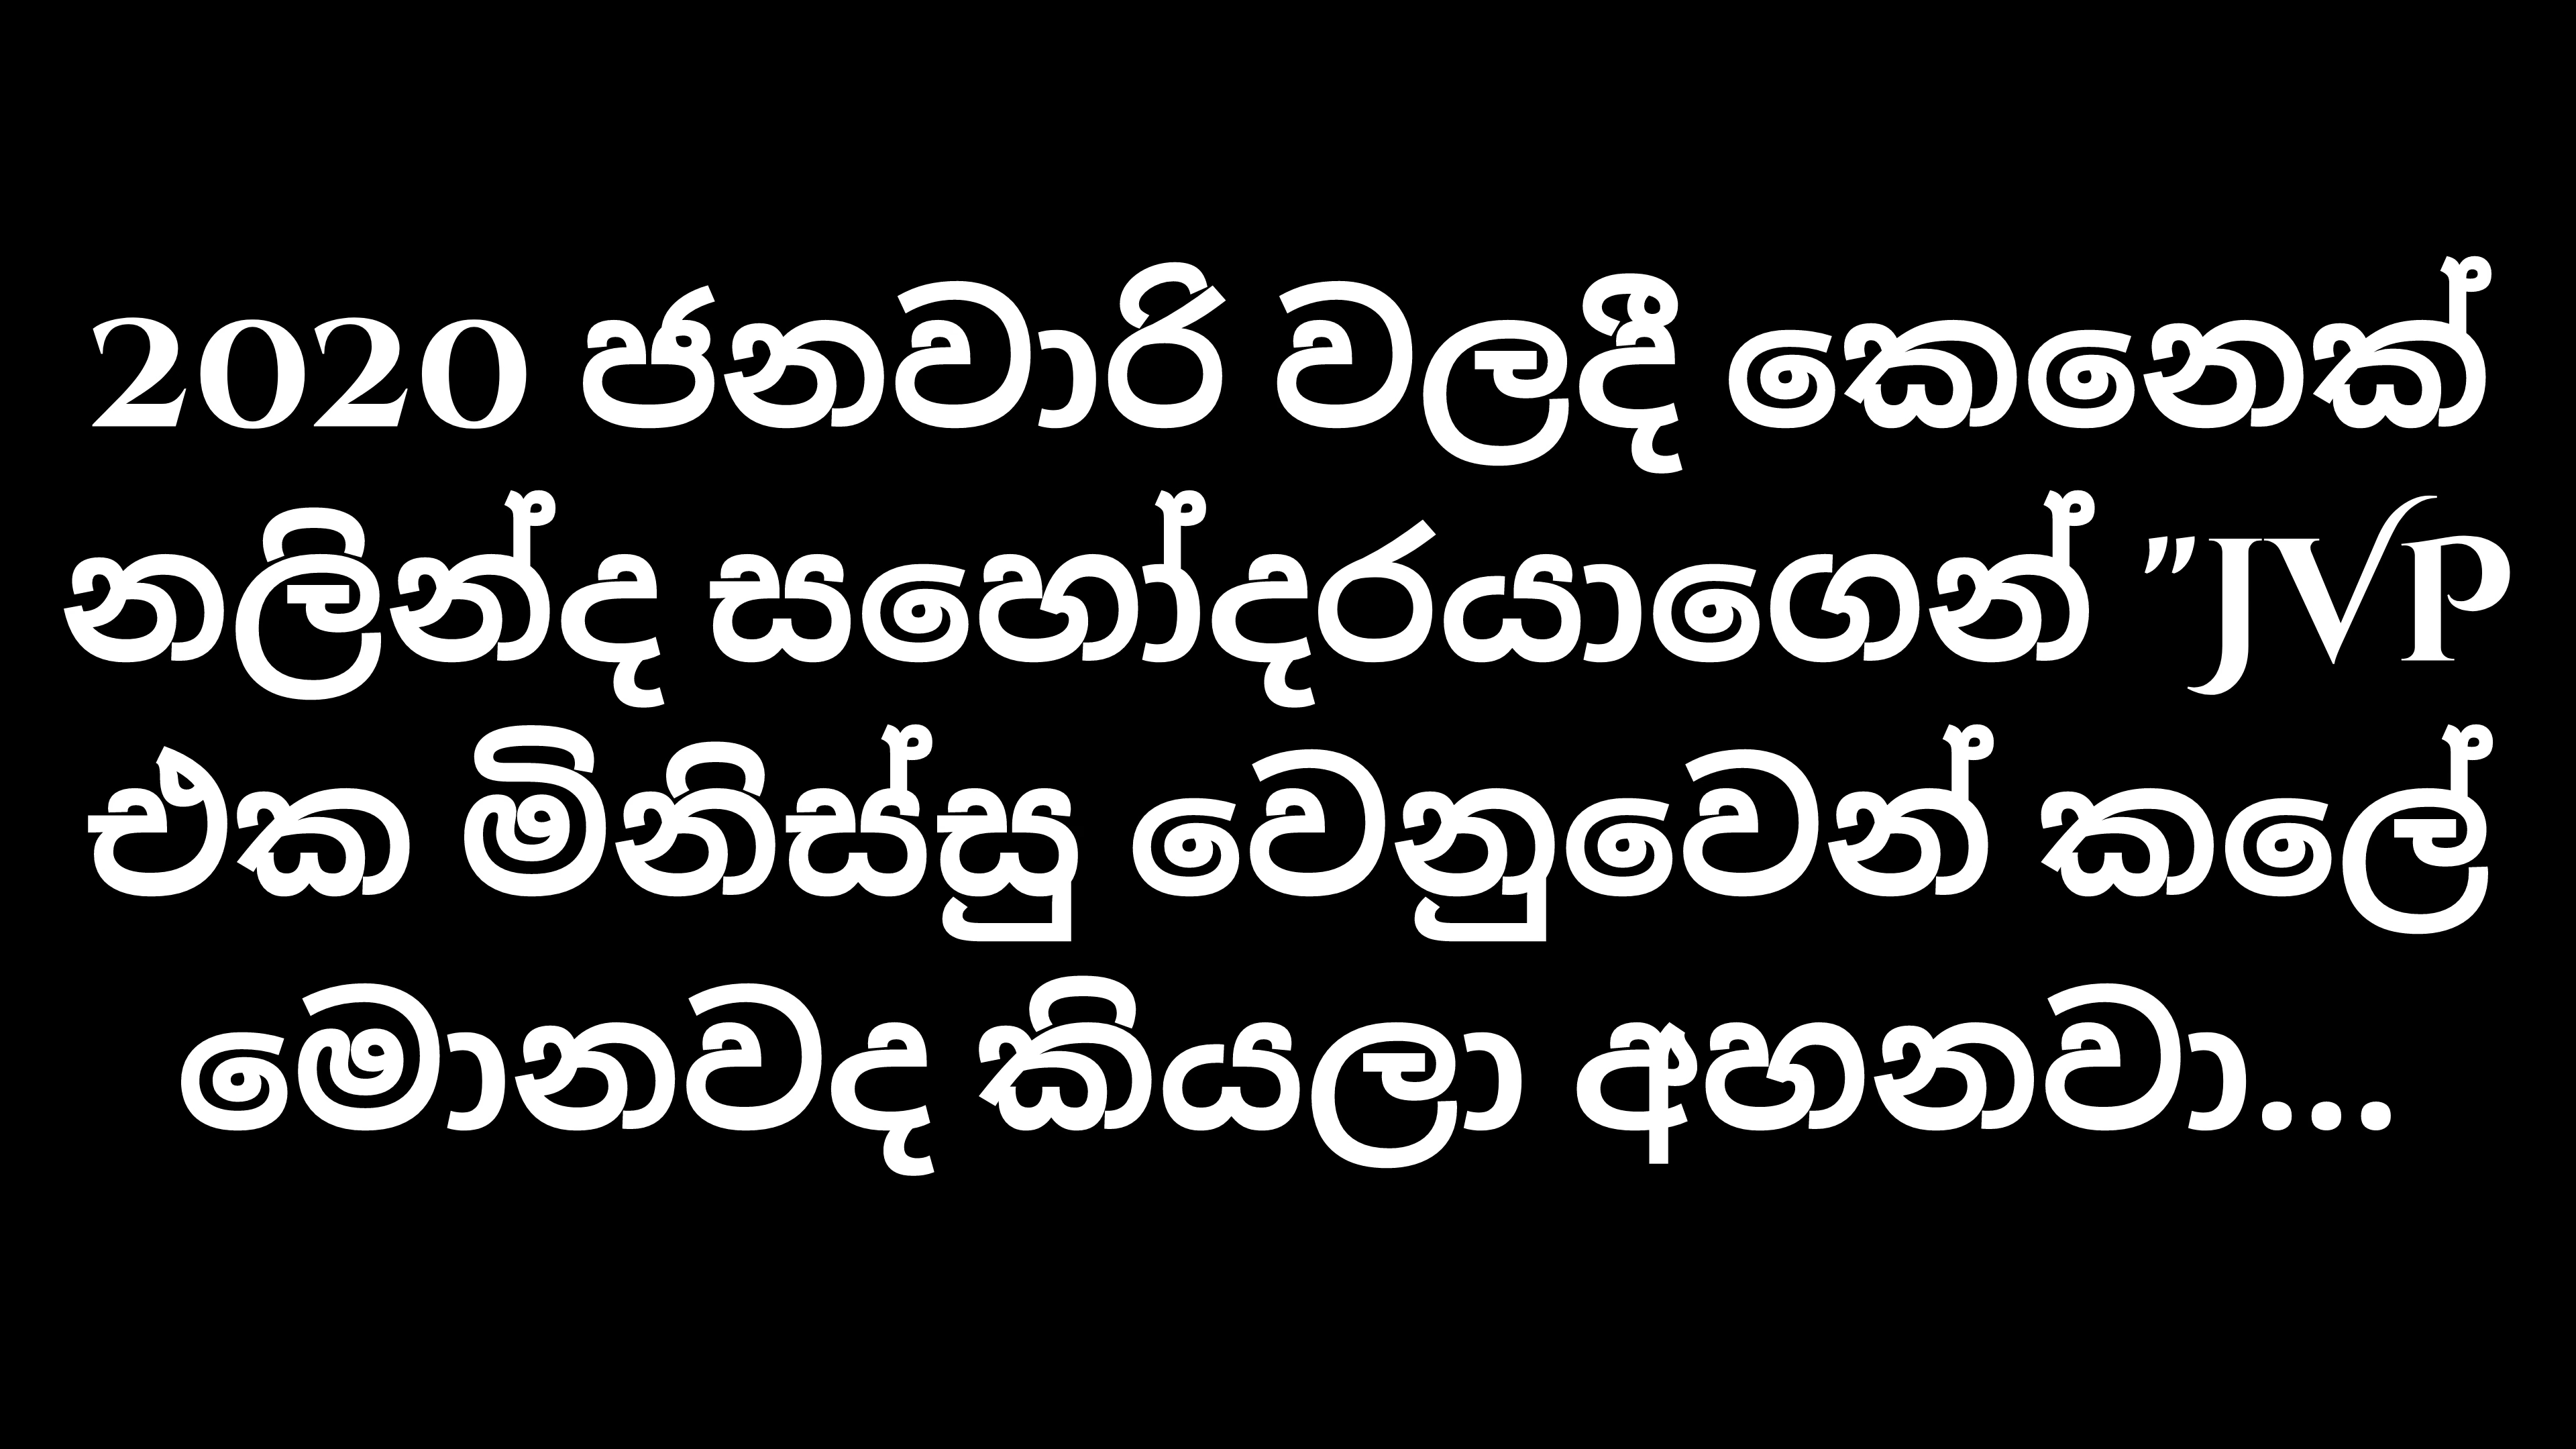 2020 ජනවාරි වලදී කෙනෙක්
නලින්ද සහෝදරයාගෙන් "JVP
එක මිනිස්සු වෙනුවෙන් කලේ
මොනවද කියලා අහනවා...